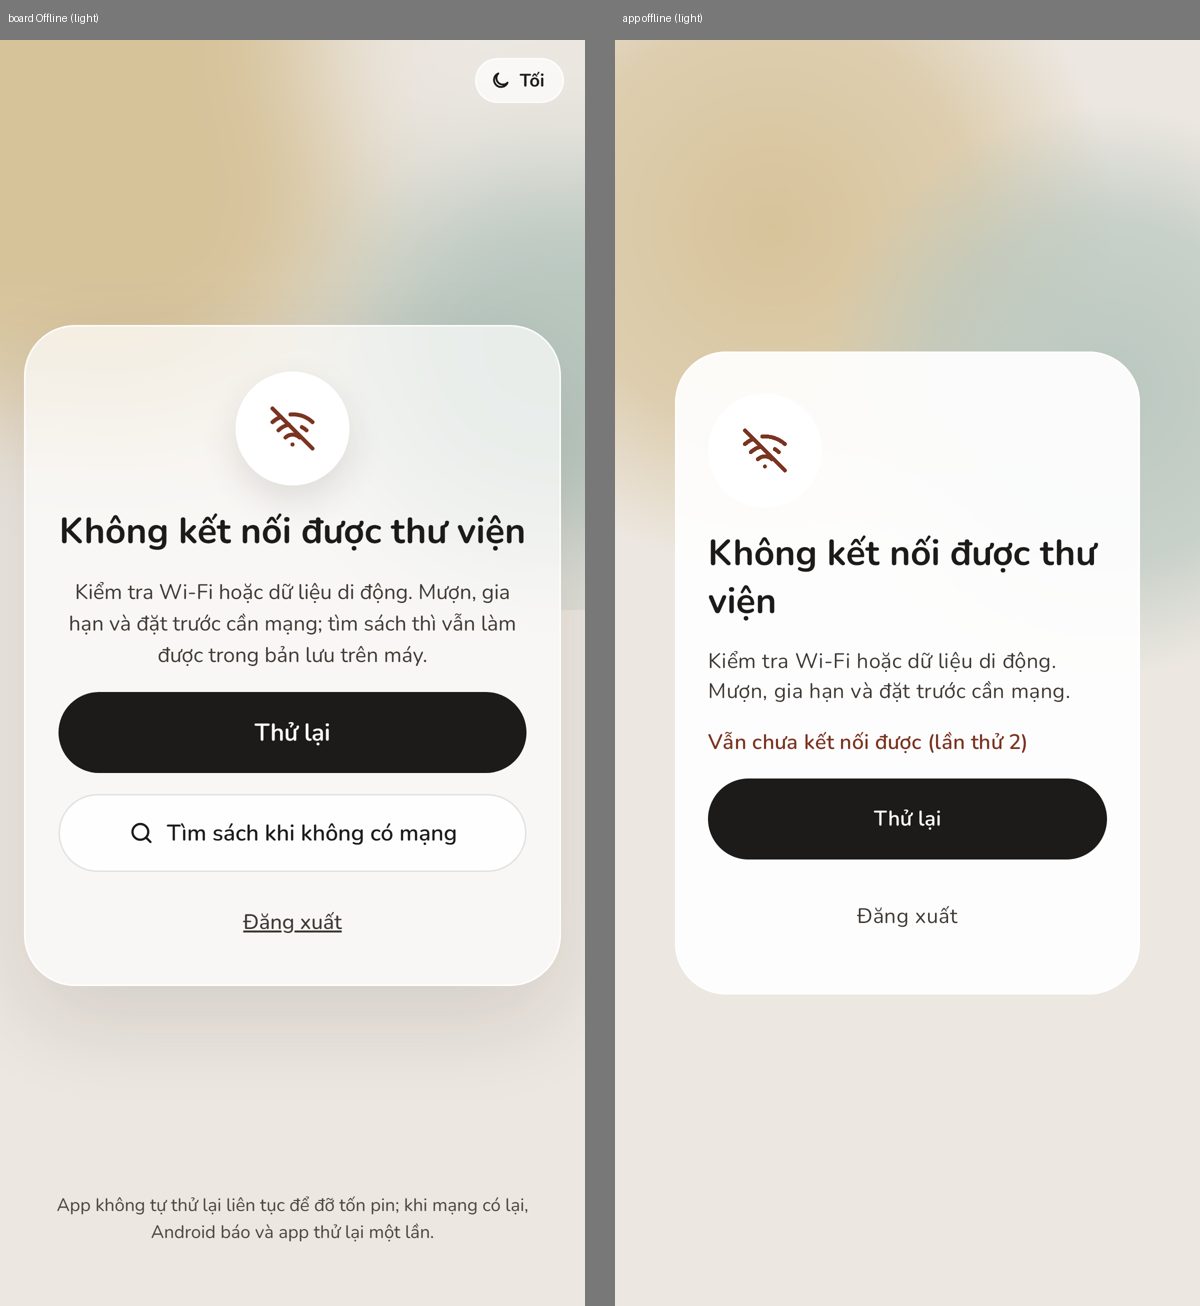 board Offline (light)
Tối
Không kết nối được thư viện
Kiểm tra Wi-Fi hoặc dữ liệu di động. Mượn, gia
hạn và đặt trước cần mạng; tìm sách thì vẫn làm
được trong bản lưu trên máy.
Thử lại
Tìm sách khi không có mạng
Đăng xuất
App không tự thử lại liên tục để đỡ tốn pin; khi mạng có lại,
Android báo và app thử lại một lần.
app offline (light)
Không kết nối được thư
viện
Kiểm tra Wi-Fi hoặc dữ liệu di động.
Mượn, gia hạn và đặt trước cần mạng.
Vẫn chưa kết nối được (lần thứ 2)
Thử lại
Đăng xuất